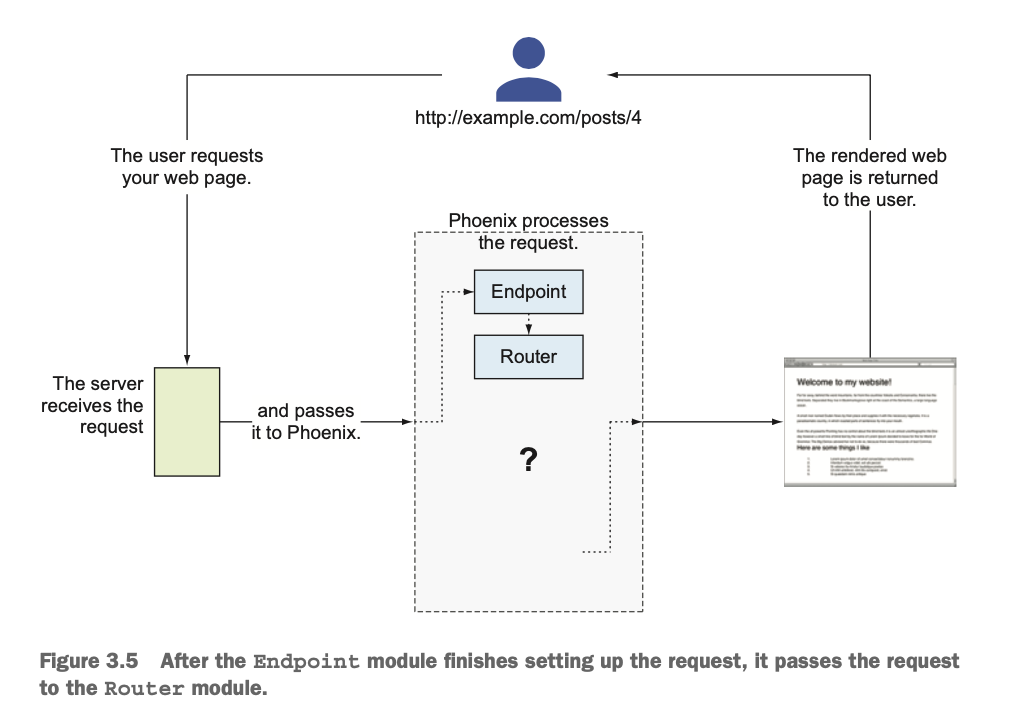 http://example.com/posts/4
The user requests
your web page.
The rendered web
page is returned
to the user.
Phoenix processes
the request.
Endpoint
Router
The server
receives the
request
and passes
it to Phoenix.
?
Welcome to my website!
Here are some things I like
Figure 3.5 After the Endpoint module finishes setting up the request, it passes the request
to the Router module.